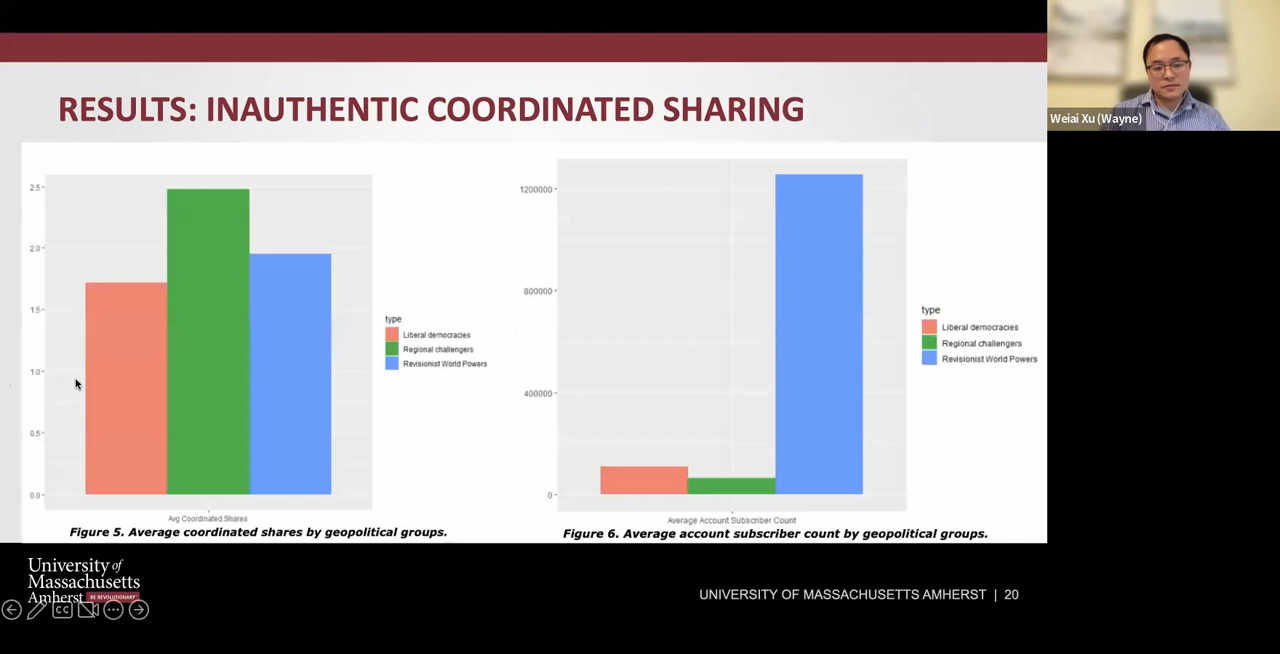 RESULTS: INAUTHENTIC COORDINATED SHARING
Weiai Xu (Wayne)
2.5
2.0
1.5
1.0
0.5
0.0
Avg Coordinated Shares
type
Liberal democracies
Regional challengers
Revisionist World Powers
Figure 5. Average coordinated shares by geopolitical groups.
1200000
800000
400000
0
Average Account Subscriber Count
type
Liberal democracies
Regional challengers
Revisionist World Powers
Figure 6. Average account subscriber count by geopolitical groups.
University of
Massachusetts
Amherst BE REVOLUTIONARY
CC
UNIVERSITY OF MASSACHUSETTS AMHERST | 20